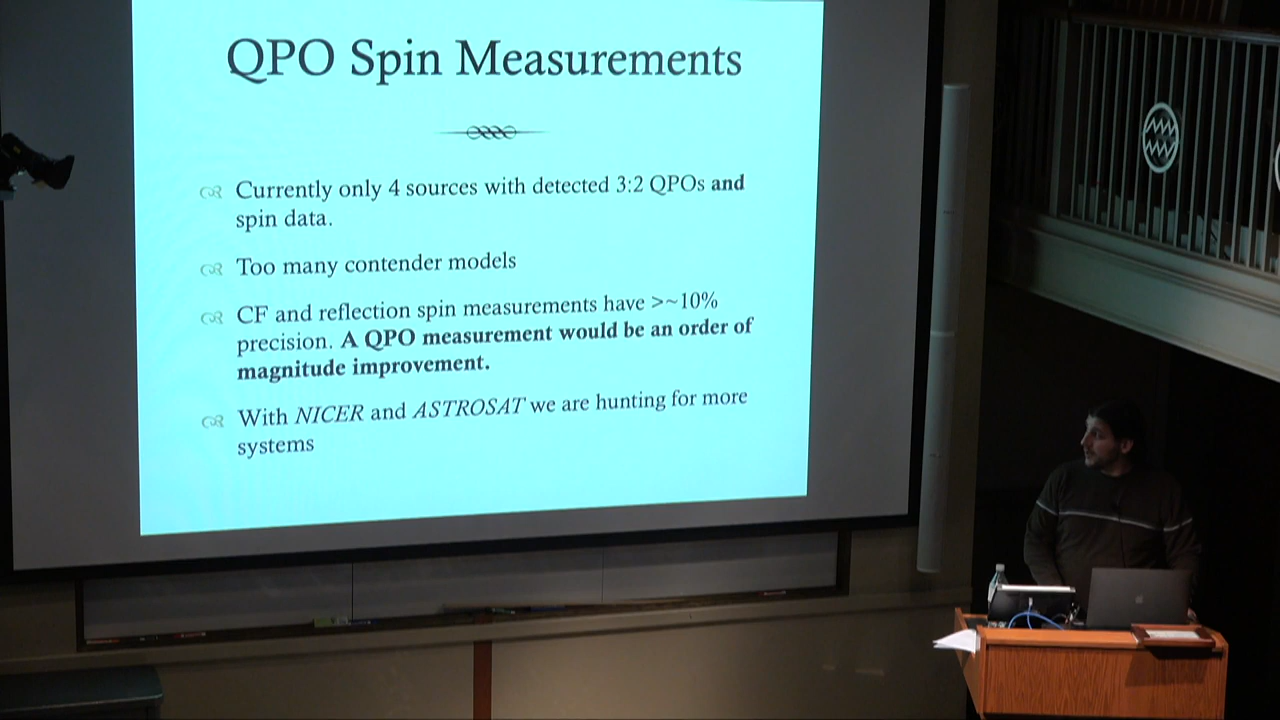 QPO Spin Measurements
Currently only 4 sources with detected 3:2 QPOs and
spin data.
Too many contender models
CF and reflection spin measurements have >~10%
precision. A QPO measurement would be an order of
magnitude improvement.
With NICER and ASTROSAT we are hunting for more
systems